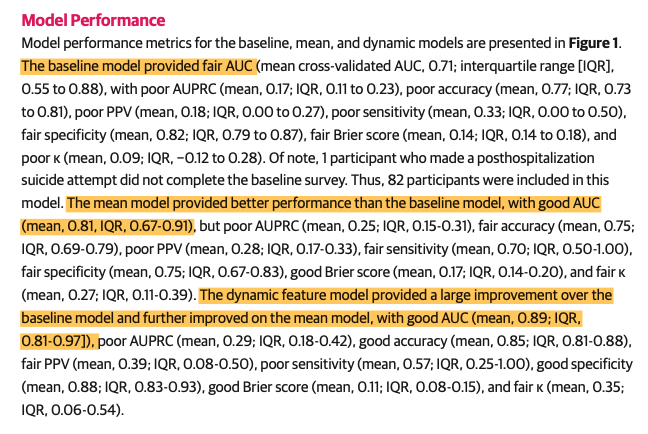 Model Performance
Model performance metrics for the baseline, mean, and dynamic models are presented in Figure 1.
The baseline model provided fair AUC (mean cross-validated AUC, 0.71; interquartile range [IQR],
0.55 to 0.88), with poor AUPRC (mean, 0.17; IQR, 0.11 to 0.23), poor accuracy (mean, 0.77; IQR, 0.73
to 0.81), poor PPV (mean, 0.18; IQR, 0.00 to 0.27), poor sensitivity (mean, 0.33; IQR, 0.00 to 0.50),
fair specificity (mean, 0.82; IQR, 0.79 to 0.87), fair Brier score (mean, 0.14; IQR, 0.14 to 0.18), and
poor κ (mean, 0.09; IQR, −0.12 to 0.28). Of note, 1 participant who made a posthospitalization
suicide attempt did not complete the baseline survey. Thus, 82 participants were included in this
model. The mean model provided better performance than the baseline model, with good AUC
(mean, 0.81, IQR, 0.67-0.91), but poor AUPRC (mean, 0.25; IQR, 0.15-0.31), fair accuracy (mean, 0.75;
IQR, 0.69-0.79), poor PPV (mean, 0.28; IQR, 0.17-0.33), fair sensitivity (mean, 0.70; IQR, 0.50-1.00),
fair specificity (mean, 0.75; IQR, 0.67-0.83), good Brier score (mean, 0.17; IQR, 0.14-0.20), and fair κ
(mean, 0.27; IQR, 0.11-0.39). The dynamic feature model provided a large improvement over the
baseline model and further improved on the mean model, with good AUC (mean, 0.89; IQR,
0.81-0.97]), poor AUPRC (mean, 0.29; IQR, 0.18-0.42), good accuracy (mean, 0.85; IQR, 0.81-0.88),
fair PPV (mean, 0.39; IQR, 0.08-0.50), poor sensitivity (mean, 0.57; IQR, 0.25-1.00), good specificity
(mean, 0.88; IQR, 0.83-0.93), good Brier score (mean, 0.11; IQR, 0.08-0.15), and fair κ (mean, 0.35;
IQR, 0.06-0.54).